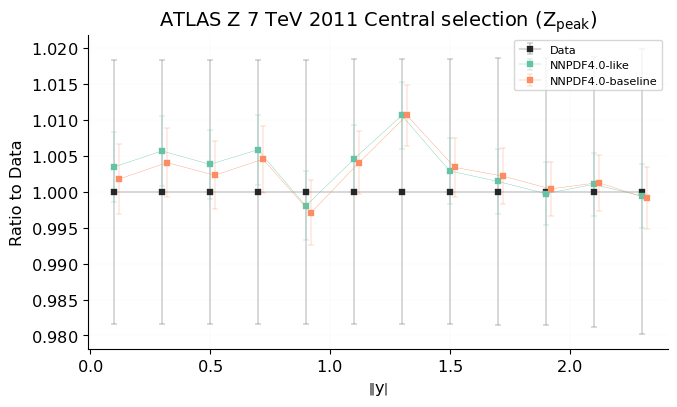 ATLAS Z 7 TeV 2011 Central selection (Zpeak)
Data
NNPDF4.0-like
NNPDF4.0-baseline
Ratio to Data
1.020
1.015
1.010
1.005
1.000
0.995
0.990
0.985
0.980
0.0 0.5 1.0 1.5 2.0
|y|